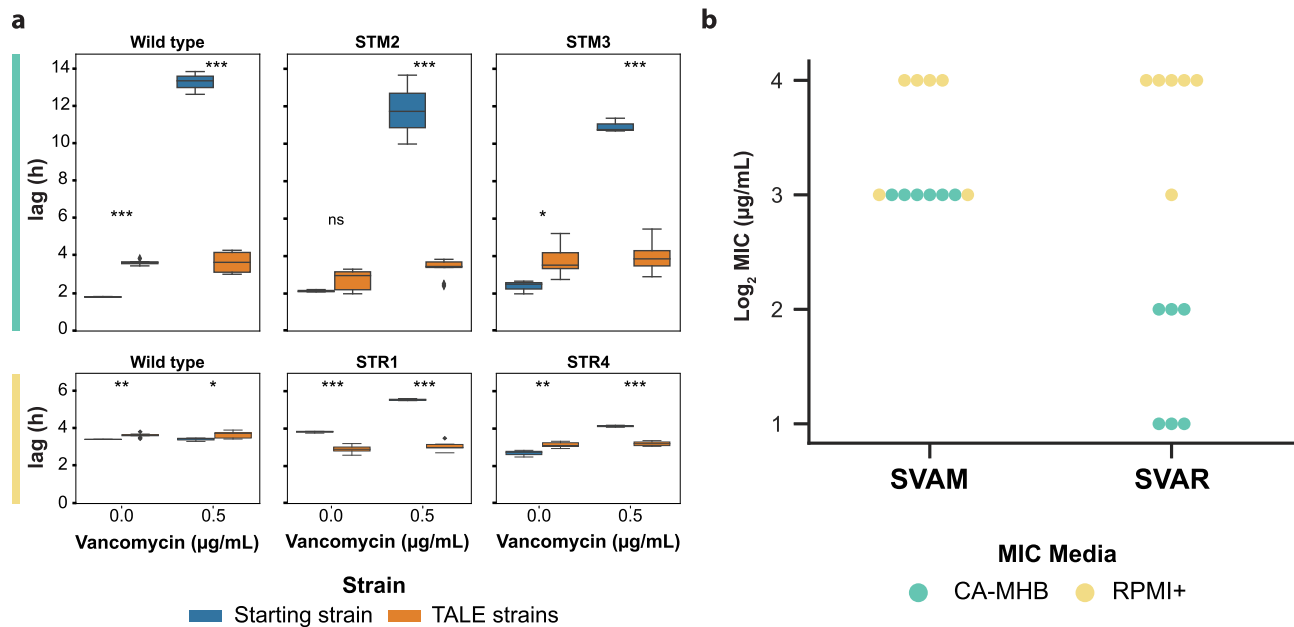 a
b
Wild type STM2 STM3
lag (h)
14
12
10
8
6
4
2
0
*** ***
ns ***
* ***
Wild type STR1 STR4
lag (h)
6
4
2
0
** *
*** ***
** ***
0.0 0.5 0.0 0.5 0.0 0.5
Vancomycin (µg/mL) Vancomycin (µg/mL) Vancomycin (µg/mL)
Strain
Starting strain TALE strains
Log2 MIC (µg/mL)
4
3
2
1
SVAM SVAR
MIC Media
CA-MHB RPMI+